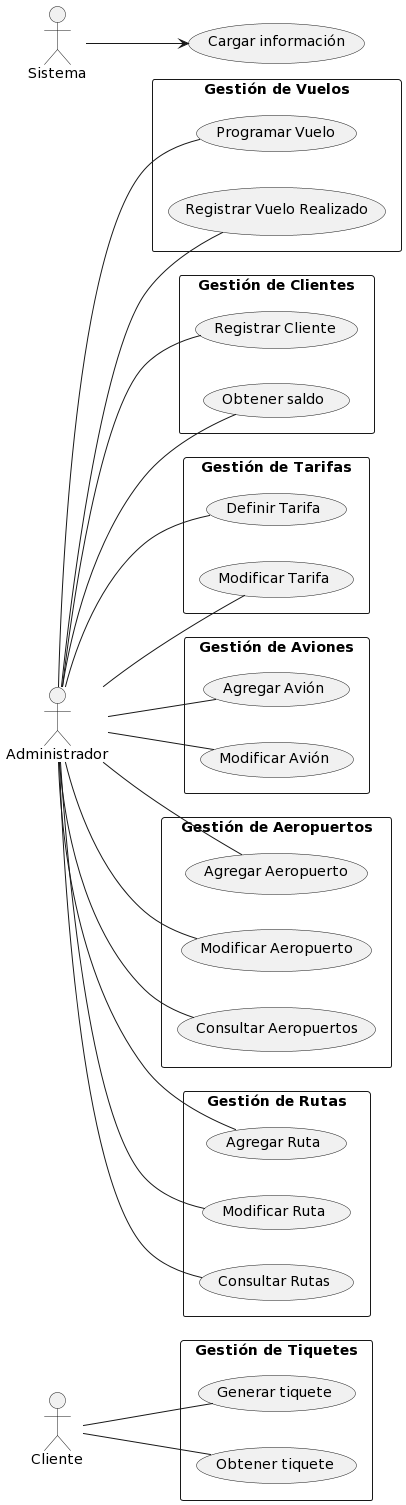 Sistema
Cargar información
Gestión de Vuelos
Programar Vuelo
Registrar Vuelo Realizado
Gestión de Clientes
Registrar Cliente
Obtener saldo
Gestión de Tarifas
Definir Tarifa
Modificar Tarifa
Gestión de Aviones
Agregar Avión
Administrador
Modificar Avión
Gestión de Aeropuertos
Agregar Aeropuerto
Modificar Aeropuerto
Consultar Aeropuertos
Gestión de Rutas
Agregar Ruta
Modificar Ruta
Consultar Rutas
Gestión de Tiquetes
Generar tiquete
Cliente
Obtener tiquete